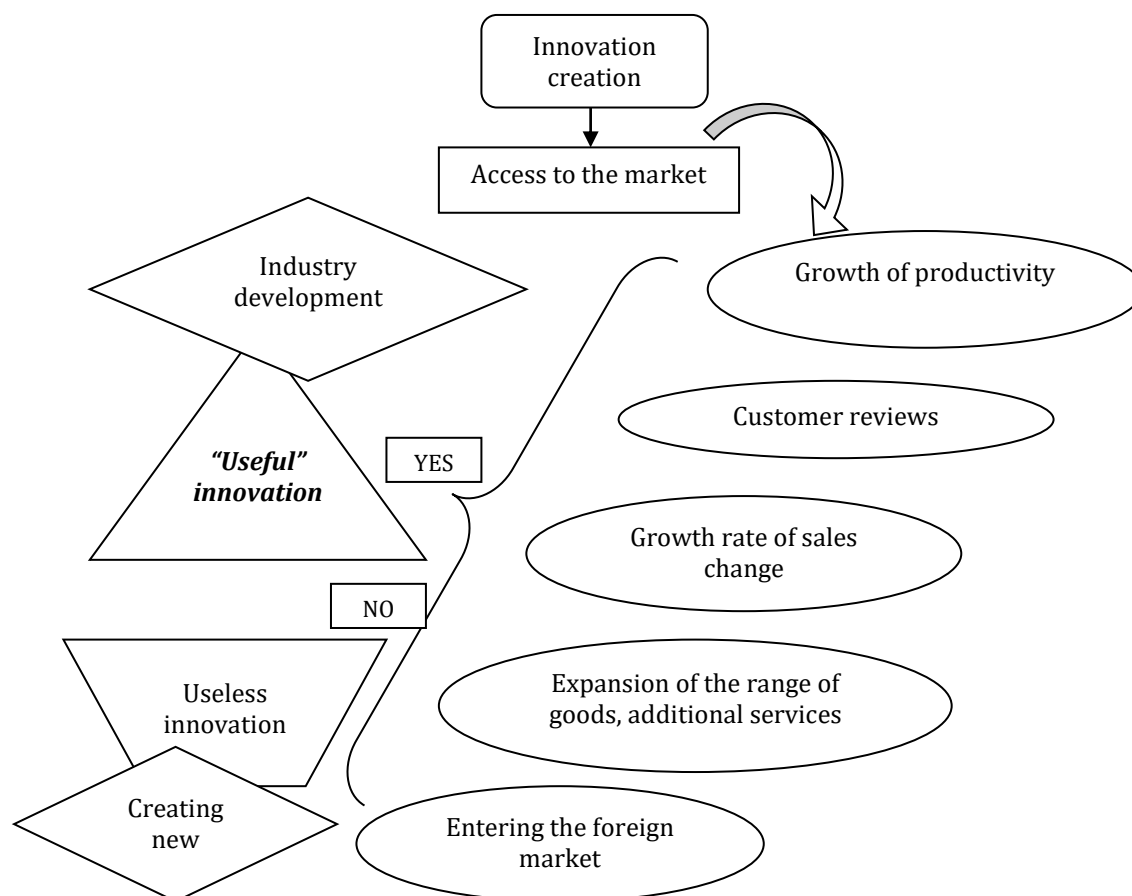 Innovation
creation
Access to the market
Industry
development
Growth of productivity
Customer reviews
“Useful”
innovation
YES
Growth rate of sales
change
NO
Useless
innovation
Expansion of the range of
goods, additional services
Creating
new
Entering the foreign
market